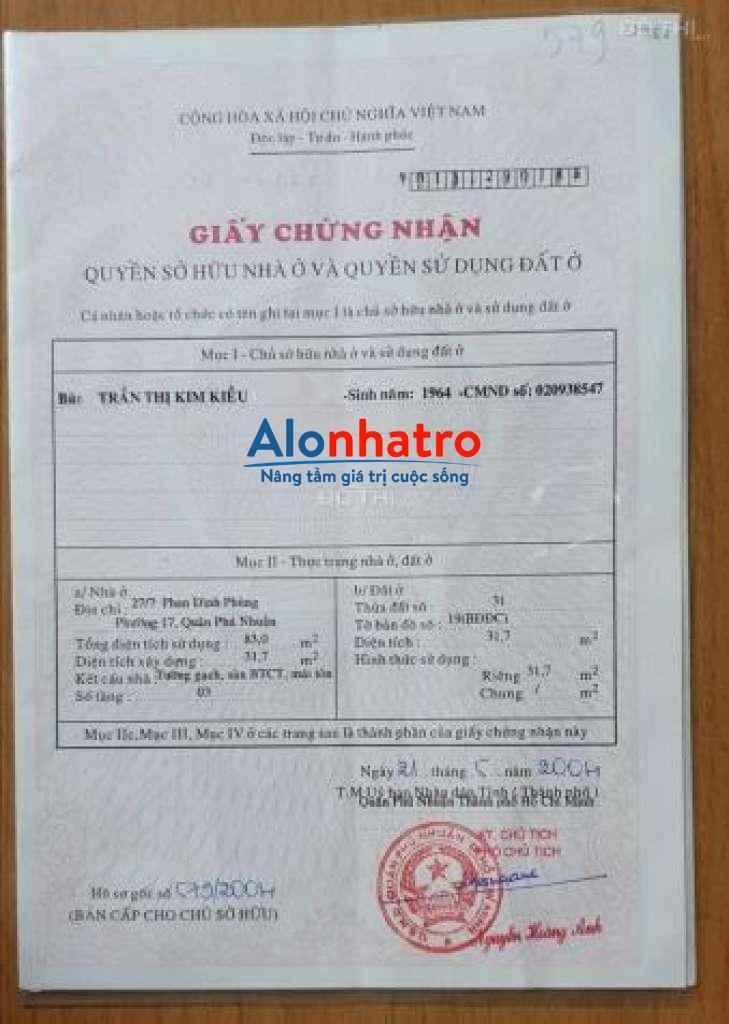 579
CỘNG HÒA XÃ HỘI CHỦ NGHĨA VIỆT NAM
Độc lập - Tự do - Hạnh phúc
GIẤY CHỨNG NHẬN
QUYỀN SỞ HỮU NHÀ Ở VÀ QUYỀN SỬ DỤNG ĐẤT Ở
Cá nhân hoặc tổ chức có tên ghi tại mục I là chủ sở hữu nhà ở và sử dụng đất ở
Mục I - Chủ sở hữu nhà ở và sử dụng đất ở
Bà: TRẦN THỊ KIM KIỀU -Sinh năm: 1964 -CMND số: 020938547
Alonhatro
Nâng tầm giá trị cuộc sống
Mục II - Thực trạng nhà ở, đất ở
a/ Nhà ở
Địa chỉ: 27/7 Phan Đình Phùng
Phường 17, Quận Phú Nhuận
Tổng diện tích sử dụng: 83,0 m2
Diện tích xây dựng: 31,7 m2
Kết cấu nhà: Tường gạch, sàn BTCT, mái tôn
Số tầng: 03
b/ Đất ở
Thửa đất số: 31
Tờ bản đồ số: 19(BĐĐC)
Diện tích: 31,7 m2
Hình thức sử dụng:
Riêng 31,7 m2
Chung / m2
Mục IIc, Mục III, Mục IV ở các trang sau là thành phần của giấy chứng nhận này
Ngày 21 tháng 5 năm 2004
T.M Uỷ ban Nhân dân Tỉnh (Thành phố)
Quận Phú Nhuận Thành phố Hồ Chí Minh
KT. CHỦ TỊCH
PHÓ CHỦ TỊCH
Hồ sơ gốc số 579/2004
(BẢN CẤP CHO CHỦ SỞ HỮU)
Nguyễn Hoàng Anh